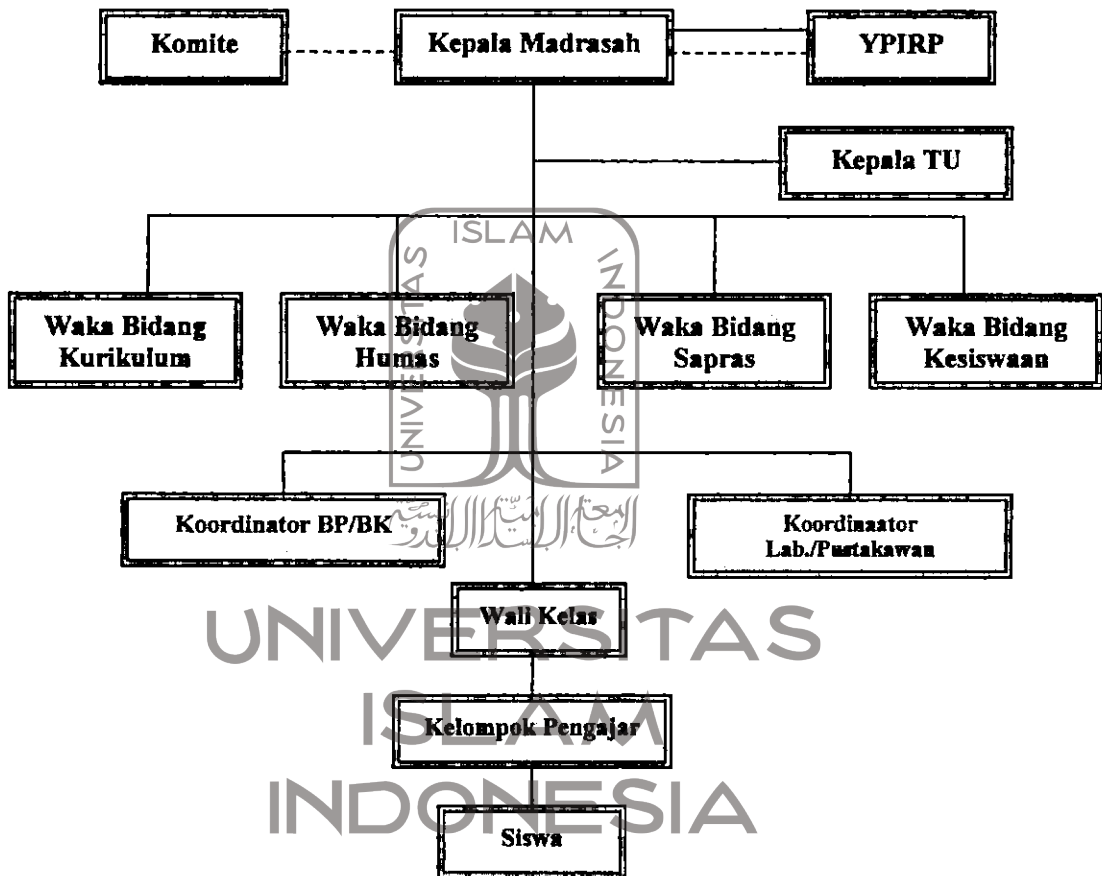 Komite
Kepala Madrasah
YPIRP
Kepala TU
Waka Bidang
Kurikulum
Waka Bidang
Humas
Waka Bidang
Sapras
Waka Bidang
Kesiswaan
UNIVERSITAS
ISLAM
INDONESIA
Koordinator BP/BK
Koordinaator
Lab./Pustakawan
Wali Kelas
UNIVERSITAS
Kelompok Pengajar
ISLAM
INDONESIA
Siswa